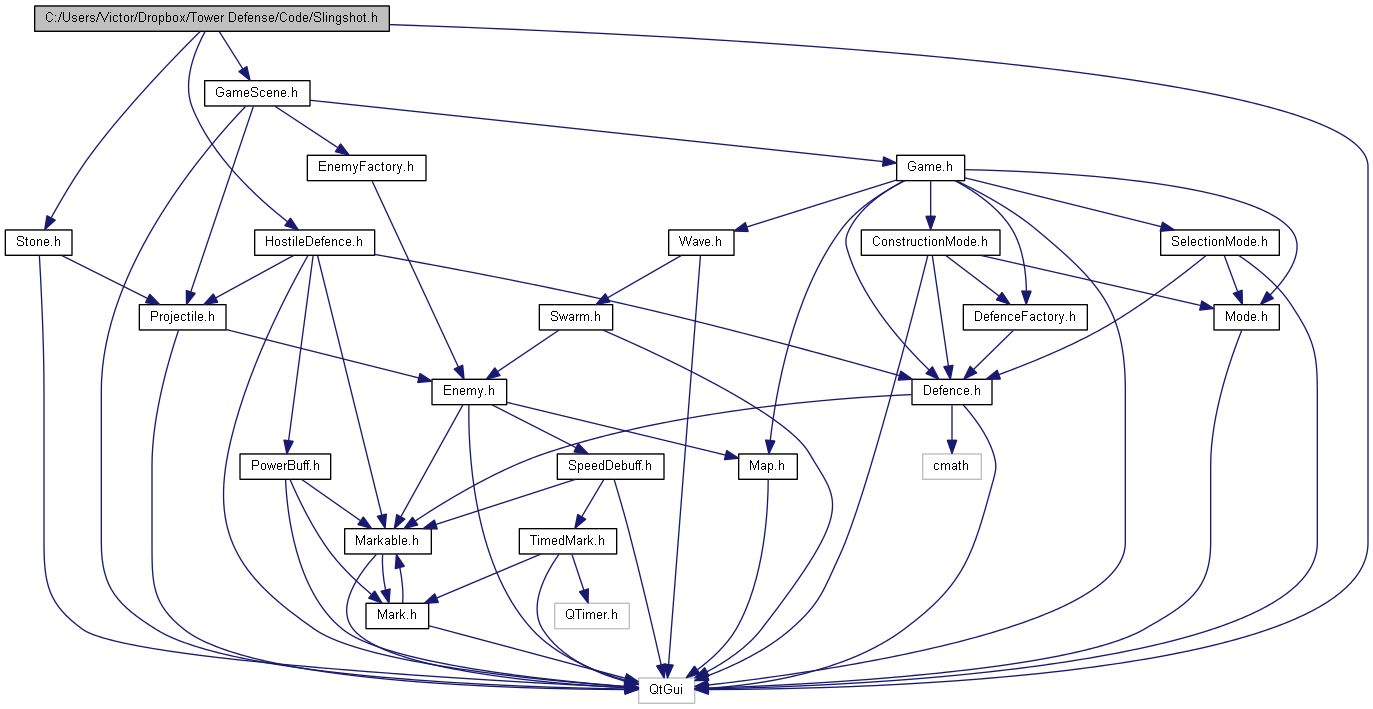 C:/Users/Victor/Dropbox/Tower Defense/Code/Slingshot.h
GameScene.h
EnemyFactory.h
Game.h
Stone.h
HostileDefence.h
Wave.h
ConstructionMode.h
SelectionMode.h
Projectile.h
Swarm.h
DefenceFactory.h
Mode.h
Enemy.h
Defence.h
PowerBuff.h
SpeedDebuff.h
Map.h
cmath
Markable.h
TimedMark.h
Mark.h
QTimer.h
QtGui